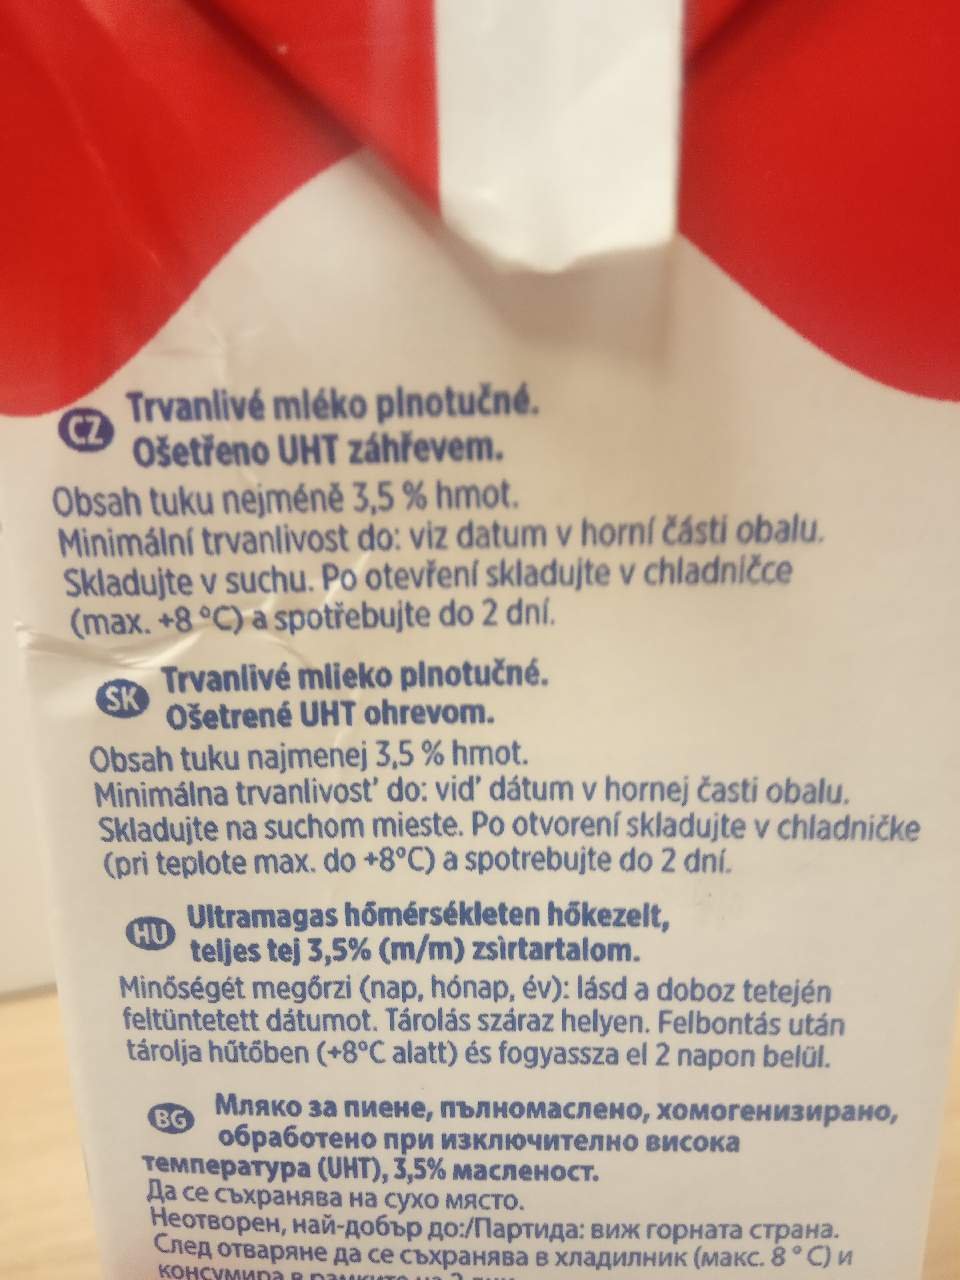 CZ Trvanlivé mléko plnotučné.
Ošetřeno UHT záhřevem.
Obsah tuku nejméně 3,5 % hmot.
Minimální trvanlivost do: viz datum v horní části obalu.
Skladujte v suchu. Po otevření skladujte v chladničce
(max. +8 °C) a spotřebujte do 2 dní.
SK Trvanlivé mlieko plnotučné.
Ošetrené UHT ohrevom.
Obsah tuku najmenej 3,5 % hmot.
Minimálna trvanlivosť do: viď dátum v hornej časti obalu.
Skladujte na suchom mieste. Po otvorení skladujte v chladničke
(pri teplote max. do +8°C) a spotrebujte do 2 dní.
HU Ultramagas hőmérsékleten hőkezelt,
teljes tej 3,5% (m/m) zsìrtartalom.
Minőségét megőrzi (nap, hónap, év): lásd a doboz tetején
feltüntetett dátumot. Tárolás száraz helyen. Felbontás után
tárolja hűtőben (+8°C alatt) és fogyassza el 2 napon belül.
BG Мляко за пиене, пълномаслено, хомогенизирано,
обработено при изключително висока
температура (UHT), 3,5% масленост.
Да се съхранява на сухо място.
Неотворен, най-добър до:/Партида: виж горната страна.
След отваряне да се съхранява в хладилник (макс. 8 °C) и
консумира в рамките на 2 дни